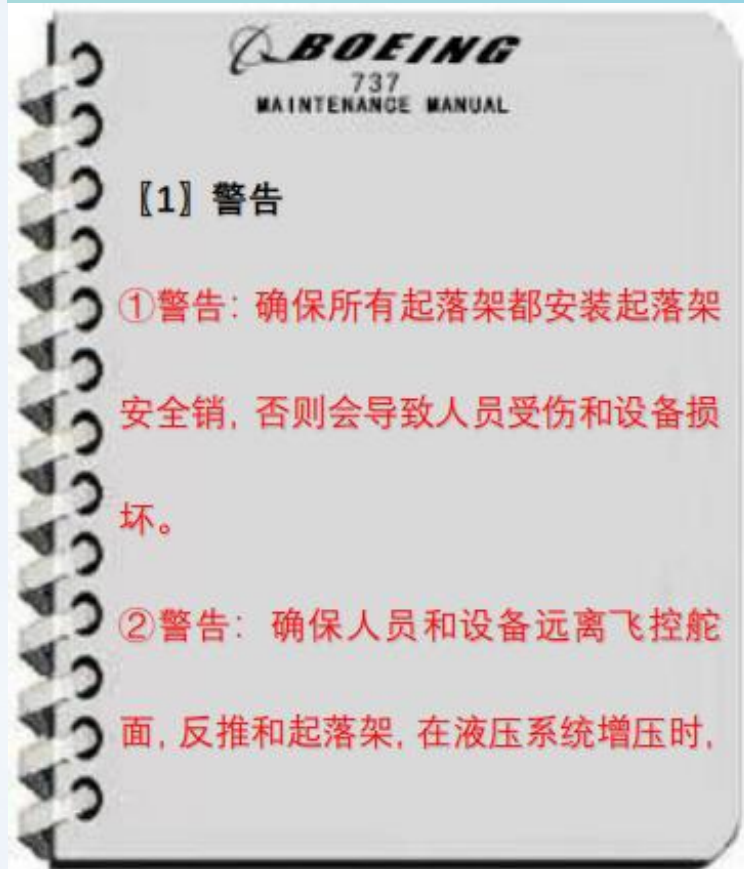 BOEING
737
MAINTENANCE MANUAL
〖1〗警告
①警告：确保所有起落架都安装起落架
安全销，否则会导致人员受伤和设备损
坏。
②警告：确保人员和设备远离飞控舵
面，反推和起落架，在液压系统增压时，